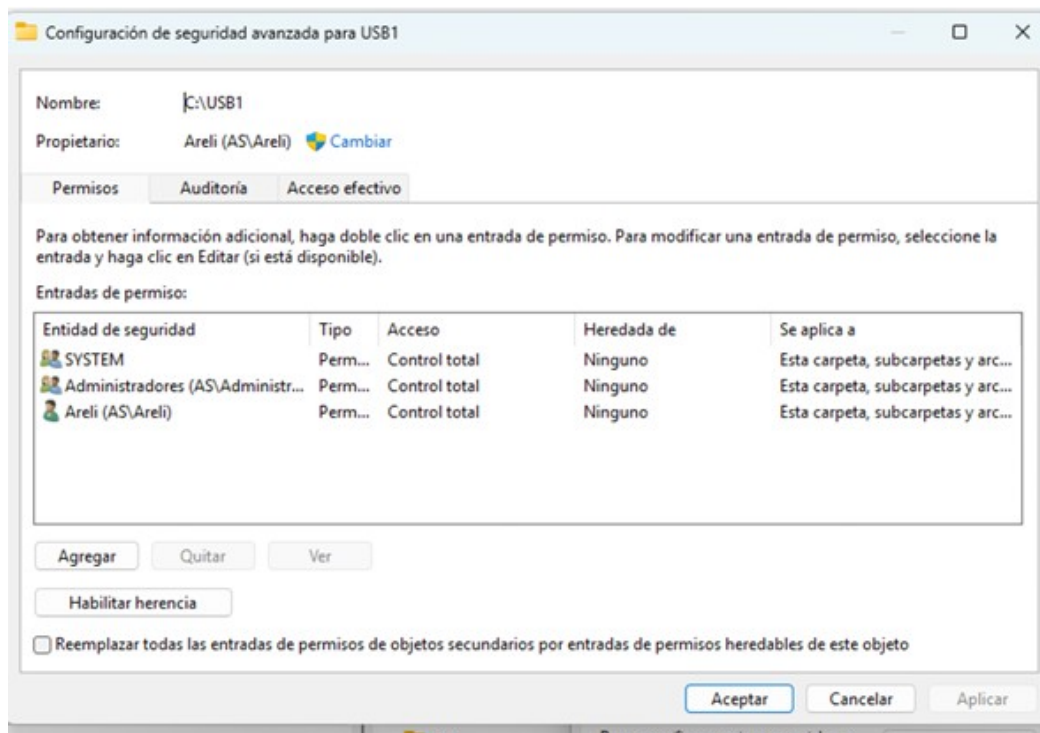 Configuración de seguridad avanzada para USB1
Nombre: C:\USB1
Propietario: Areli (AS\Areli) Cambiar
Permisos Auditoría Acceso efectivo
Para obtener información adicional, haga doble clic en una entrada de permiso. Para modificar una entrada de permiso, seleccione la
entrada y haga clic en Editar (si está disponible).
Entradas de permiso:
Entidad de seguridad Tipo Acceso Heredada de Se aplica a
SYSTEM Perm... Control total Ninguno Esta carpeta, subcarpetas y arc...
Administradores (AS\Administr... Perm... Control total Ninguno Esta carpeta, subcarpetas y arc...
Areli (AS\Areli) Perm... Control total Ninguno Esta carpeta, subcarpetas y arc...
Agregar Quitar Ver
Habilitar herencia
Reemplazar todas las entradas de permisos de objetos secundarios por entradas de permisos heredables de este objeto
Aceptar Cancelar Aplicar